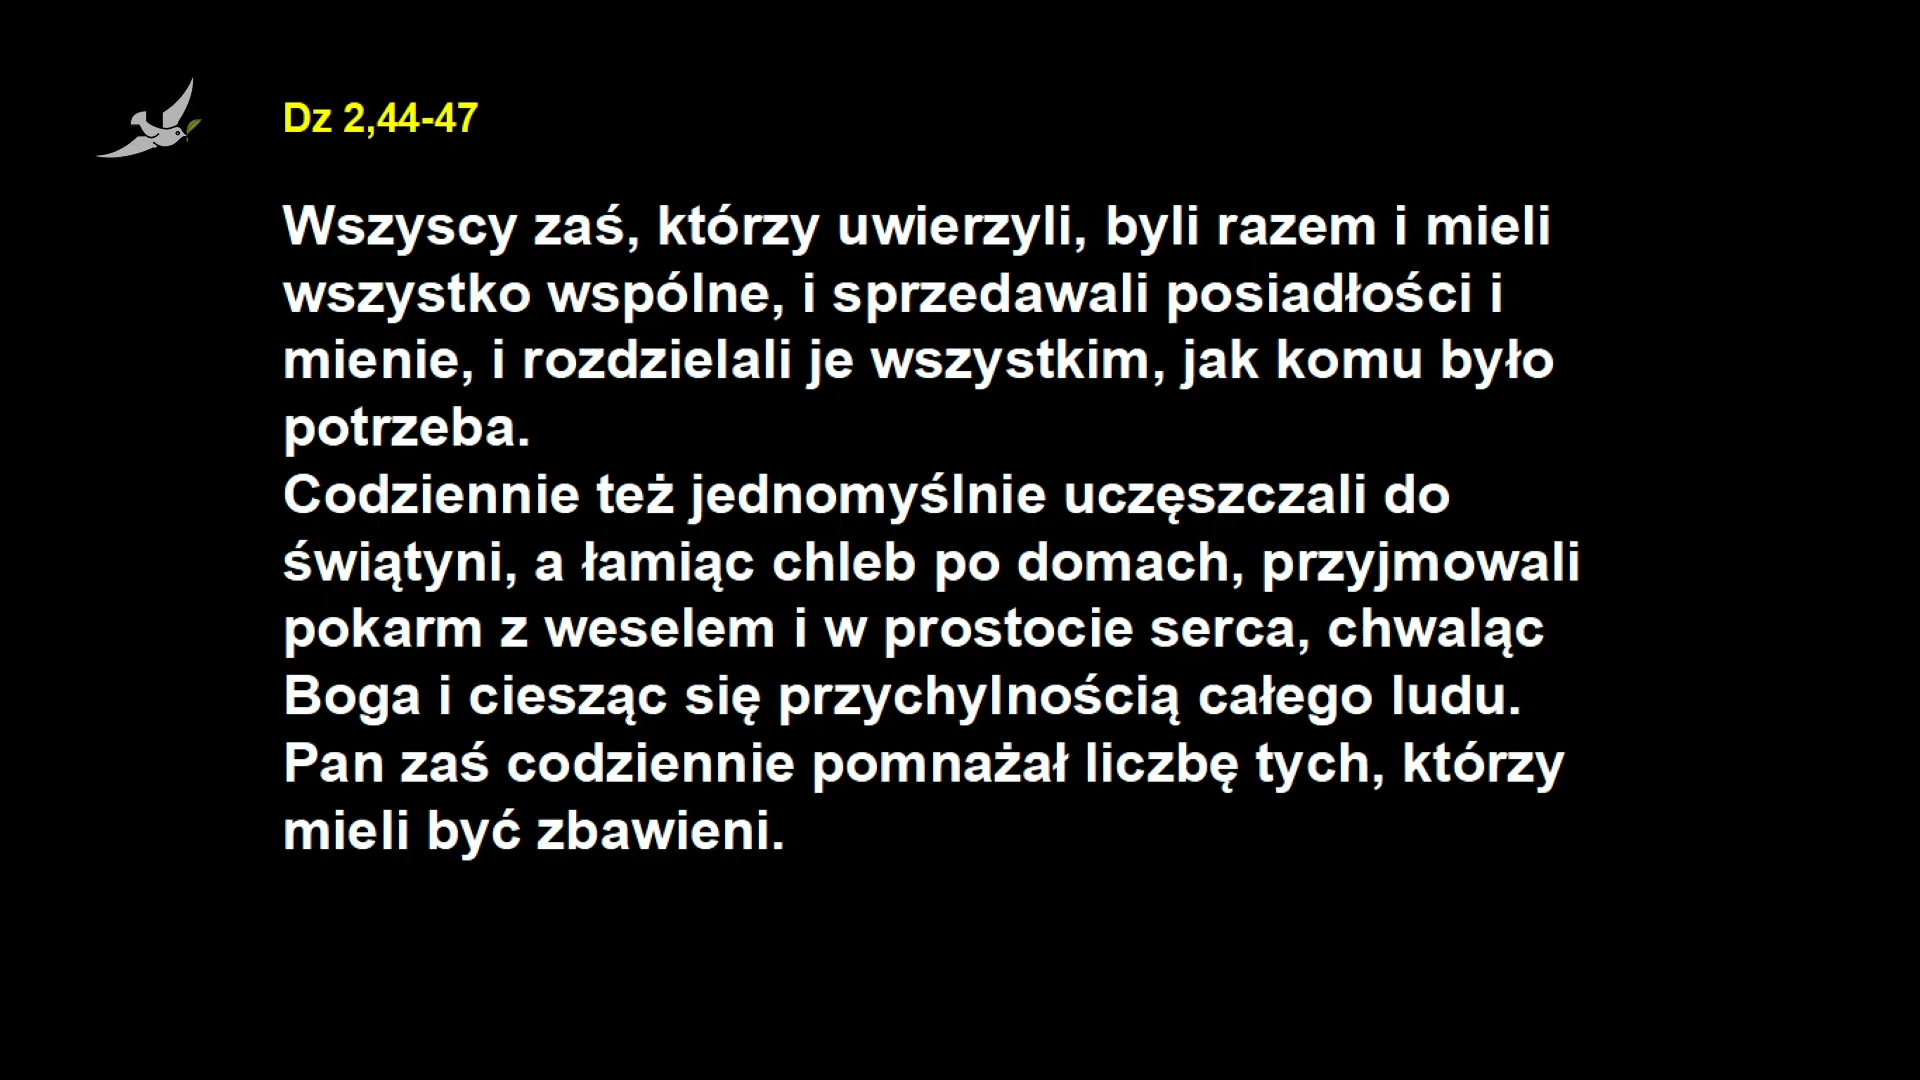 Dz 2,44-47
Wszyscy zaś, którzy uwierzyli, byli razem i mieli
wszystko wspólne, i sprzedawali posiadłości i
mienie, i rozdzielali je wszystkim, jak komu było
potrzeba.
Codziennie też jednomyślnie uczęszczali do
świątyni, a łamiąc chleb po domach, przyjmowali
pokarm z weselem i w prostocie serca, chwaląc
Boga i ciesząc się przychylnością całego ludu.
Pan zaś codziennie pomnażał liczbę tych, którzy
mieli być zbawieni.